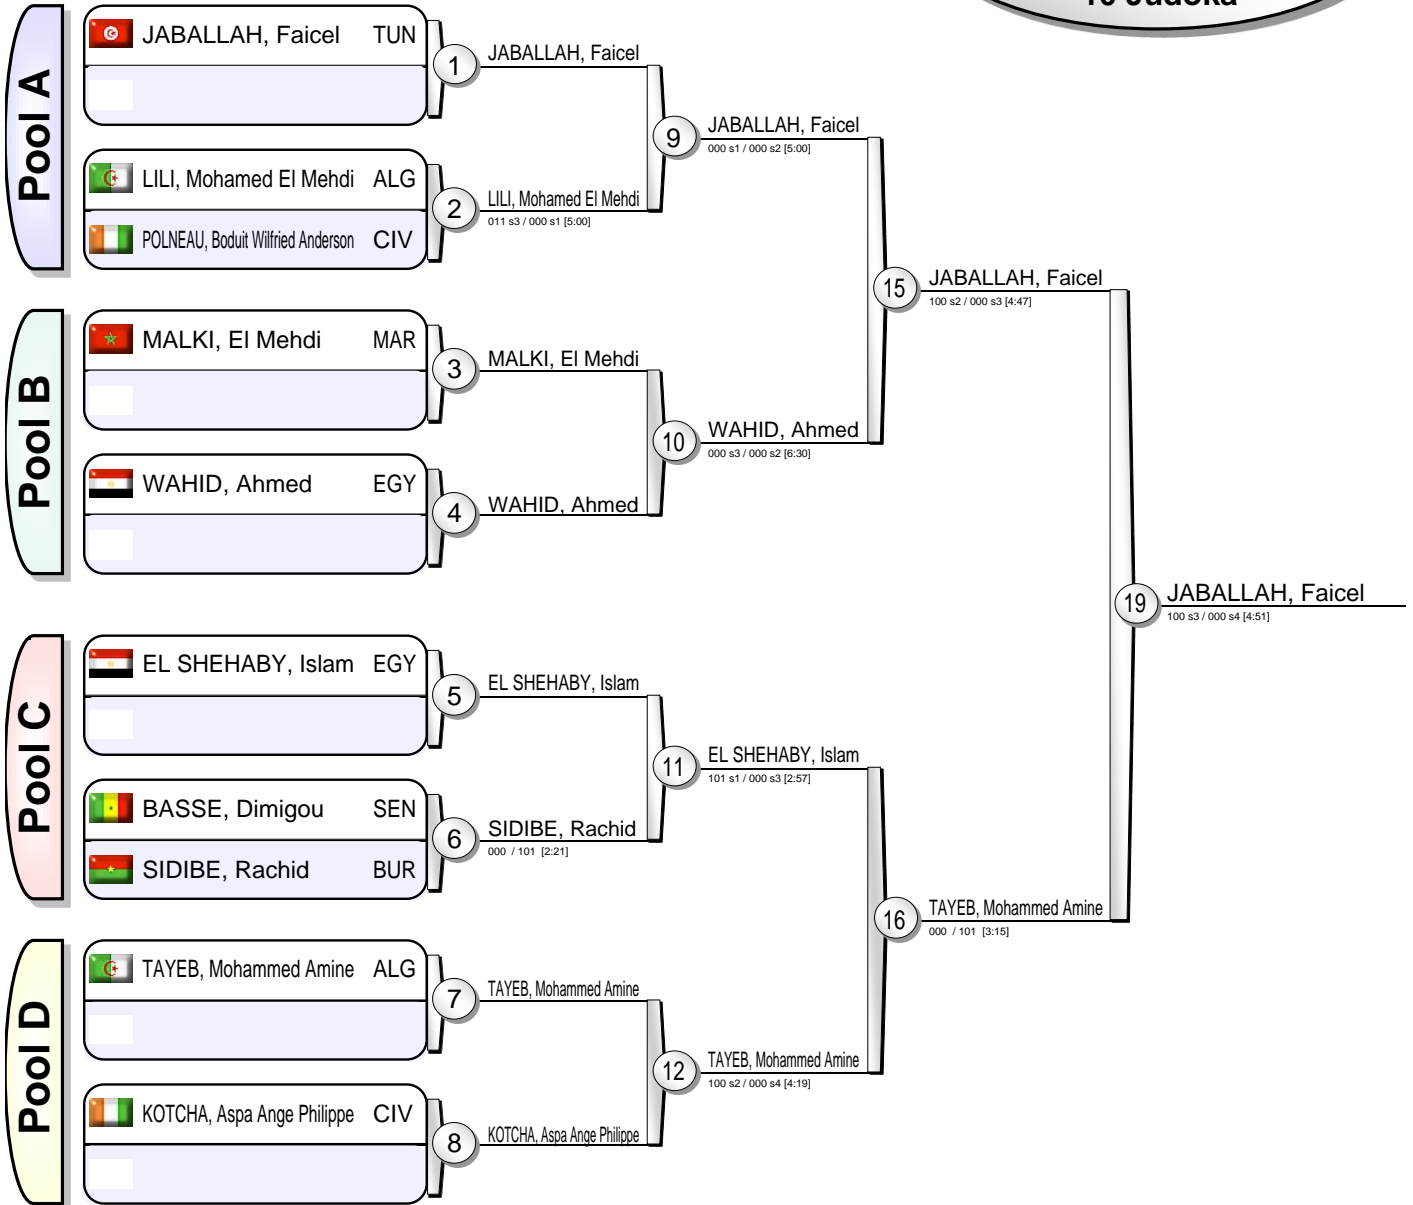 10 Judoka
Pool A
JABALLAH, Faicel TUN
1
JABALLAH, Faicel
LILI, Mohamed El Mehdi ALG
POLNEAU, Boduit Wilfried Anderson CIV
2
LILI, Mohamed El Mehdi
011 s3 / 000 s1 [5:00]
9
JABALLAH, Faicel
000 s1 / 000 s2 [5:00]
Pool B
MALKI, El Mehdi MAR
3
MALKI, El Mehdi
WAHID, Ahmed EGY
4
WAHID, Ahmed
10
WAHID, Ahmed
000 s3 / 000 s2 [6:30]
15
JABALLAH, Faicel
100 s2 / 000 s3 [4:47]
Pool C
EL SHEHABY, Islam EGY
5
EL SHEHABY, Islam
BASSE, Dimigou SEN
SIDIBE, Rachid BUR
6
SIDIBE, Rachid
000 / 101 [2:21]
11
EL SHEHABY, Islam
101 s1 / 000 s3 [2:57]
Pool D
TAYEB, Mohammed Amine ALG
7
TAYEB, Mohammed Amine
KOTCHA, Aspa Ange Philippe CIV
8
KOTCHA, Aspa Ange Philippe
12
TAYEB, Mohammed Amine
100 s2 / 000 s4 [4:19]
16
TAYEB, Mohammed Amine
000 / 101 [3:15]
19
JABALLAH, Faicel
100 s3 / 000 s4 [4:51]